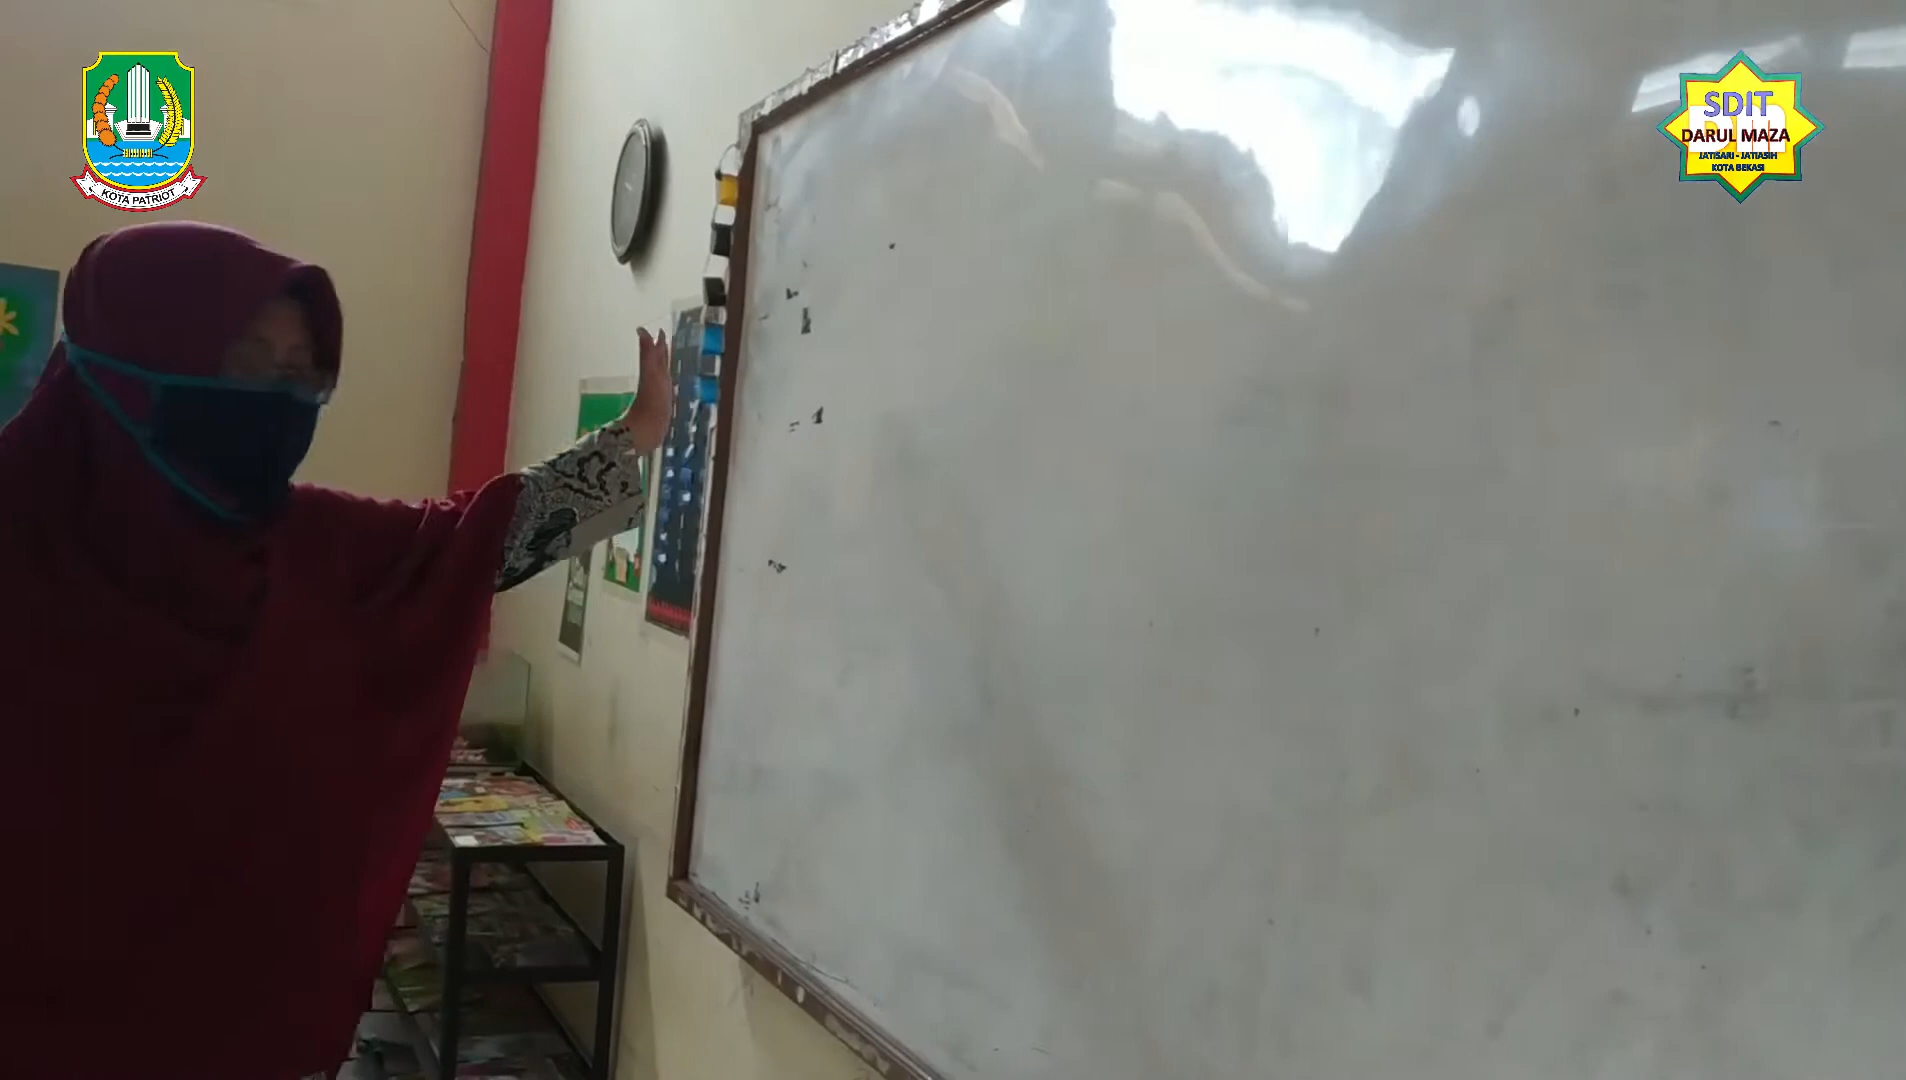 KOTA PATRIOT
SDIT
DARUL MAZA
JATISARI - JATIASIH
KOTA BEKASI